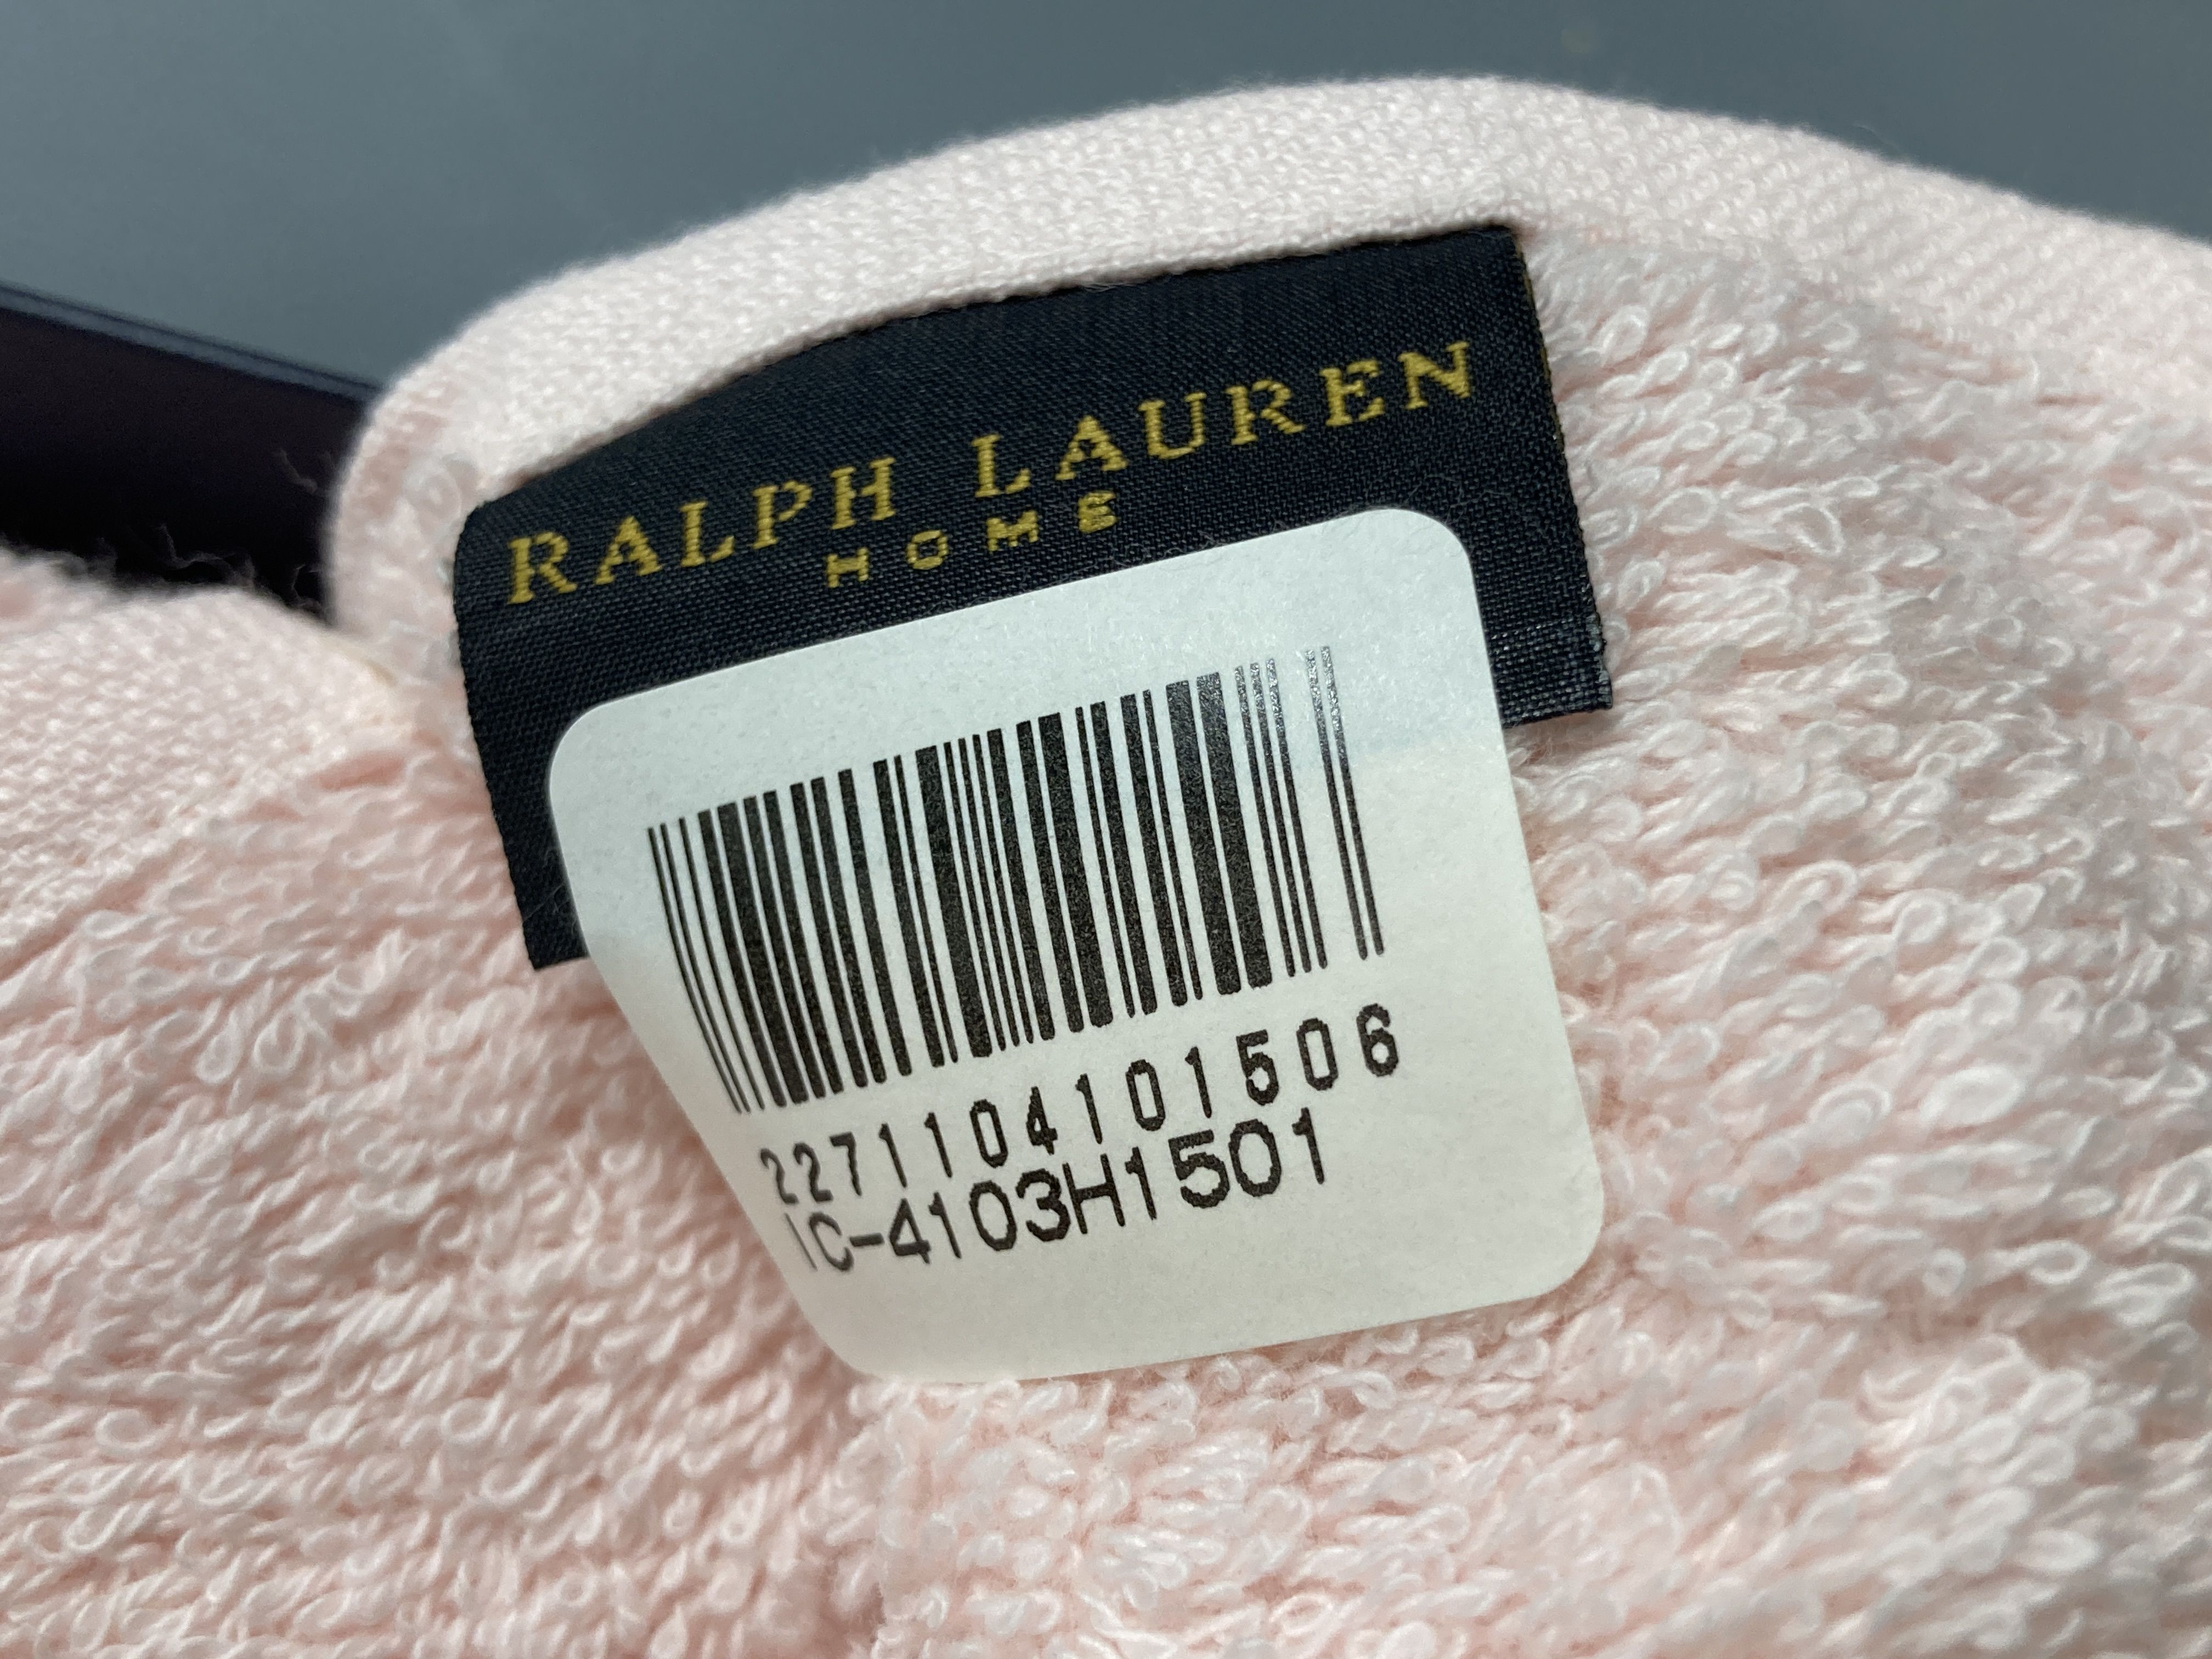 RALPH LAUREN
HOME
2271104101506
IC-4103H1501